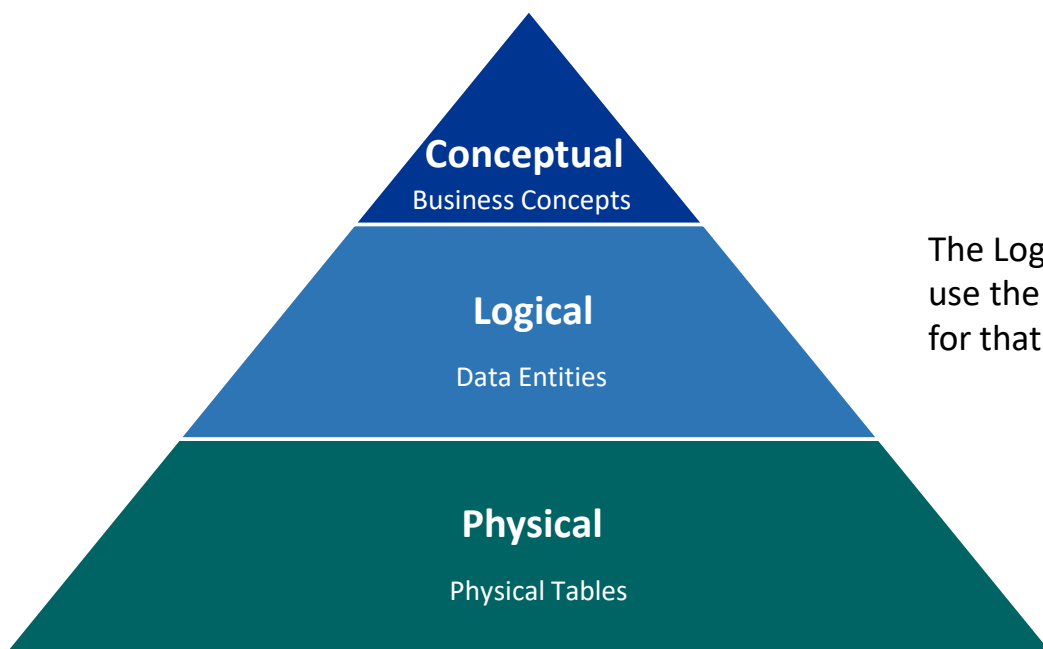 Conceptual
Business Concepts
Logical
Data Entities
Physical
Physical Tables
The Log
use the
for that